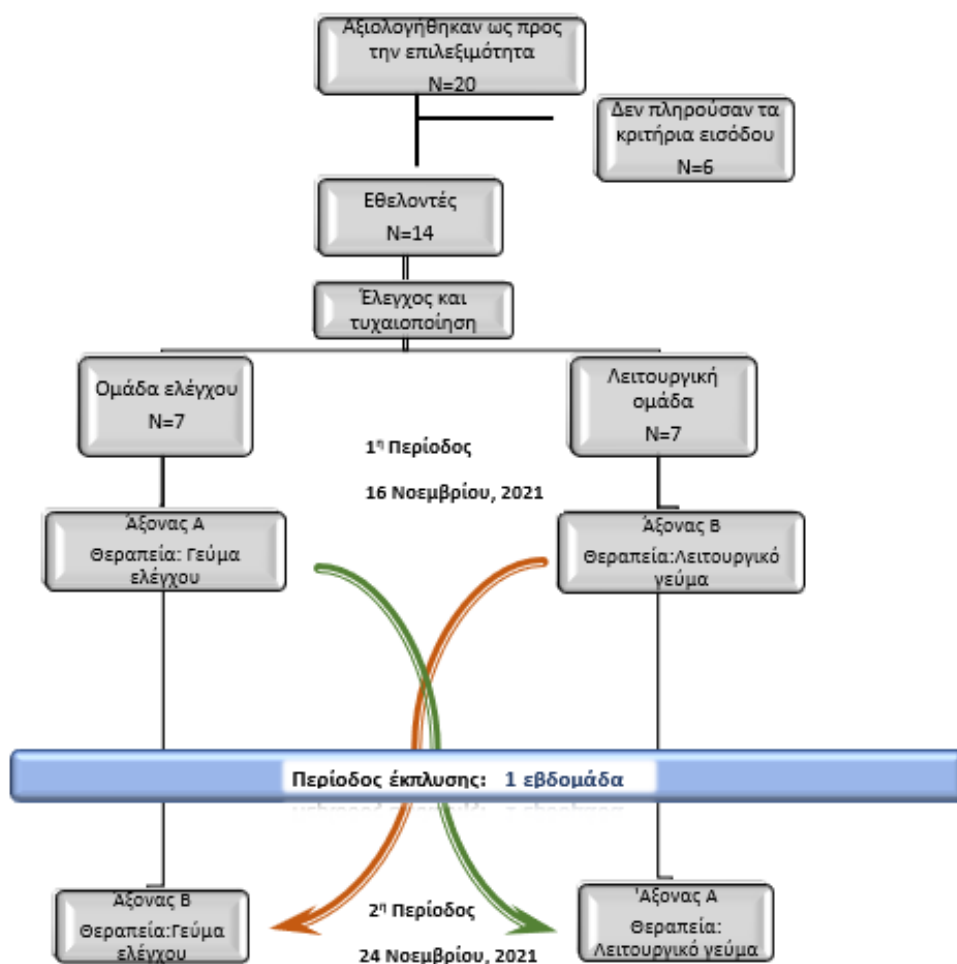 Αξιολογήθηκαν ως προς
την επιλεξιμότητα
N=20
Δεν πληρούσαν τα
κριτήρια εισόδου
N=6
Εθελοντές
N=14
Έλεγχος και
τυχαιοποίηση
Ομάδα ελέγχου
N=7
Λειτουργική
ομάδα
N=7
1η Περίοδος
16 Νοεμβρίου, 2021
Άξονας Α
Θεραπεία: Γεύμα
ελέγχου
Άξονας Β
Θεραπεία:Λειτουργικό
γεύμα
Περίοδος έκπλυσης: 1 εβδομάδα
Άξονας Β
Θεραπεία:Γεύμα
ελέγχου
2η Περίοδος
24 Νοεμβρίου, 2021
'Άξονας Α
Θεραπεία:
Λειτουργικό γεύμα